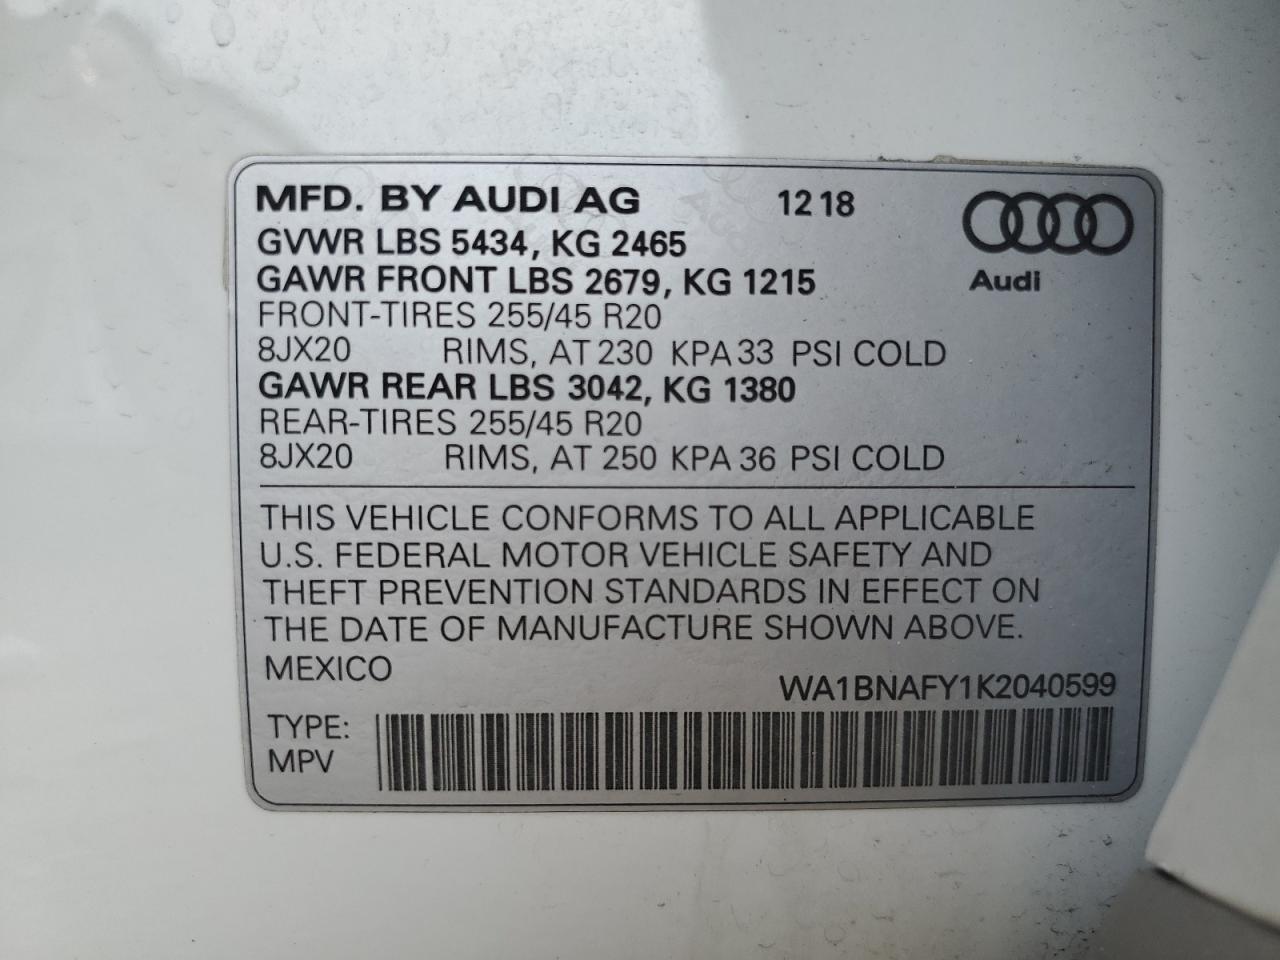 MFD. BY AUDI AG 12 18
Audi
GVWR LBS 5434, KG 2465
GAWR FRONT LBS 2679, KG 1215
FRONT-TIRES 255/45 R20
8JX20 RIMS, AT 230 KPA 33 PSI COLD
GAWR REAR LBS 3042, KG 1380
REAR-TIRES 255/45 R20
8JX20 RIMS, AT 250 KPA 36 PSI COLD
THIS VEHICLE CONFORMS TO ALL APPLICABLE
U.S. FEDERAL MOTOR VEHICLE SAFETY AND
THEFT PREVENTION STANDARDS IN EFFECT ON
THE DATE OF MANUFACTURE SHOWN ABOVE.
MEXICO
WA1BNAFY1K2040599
TYPE:
MPV